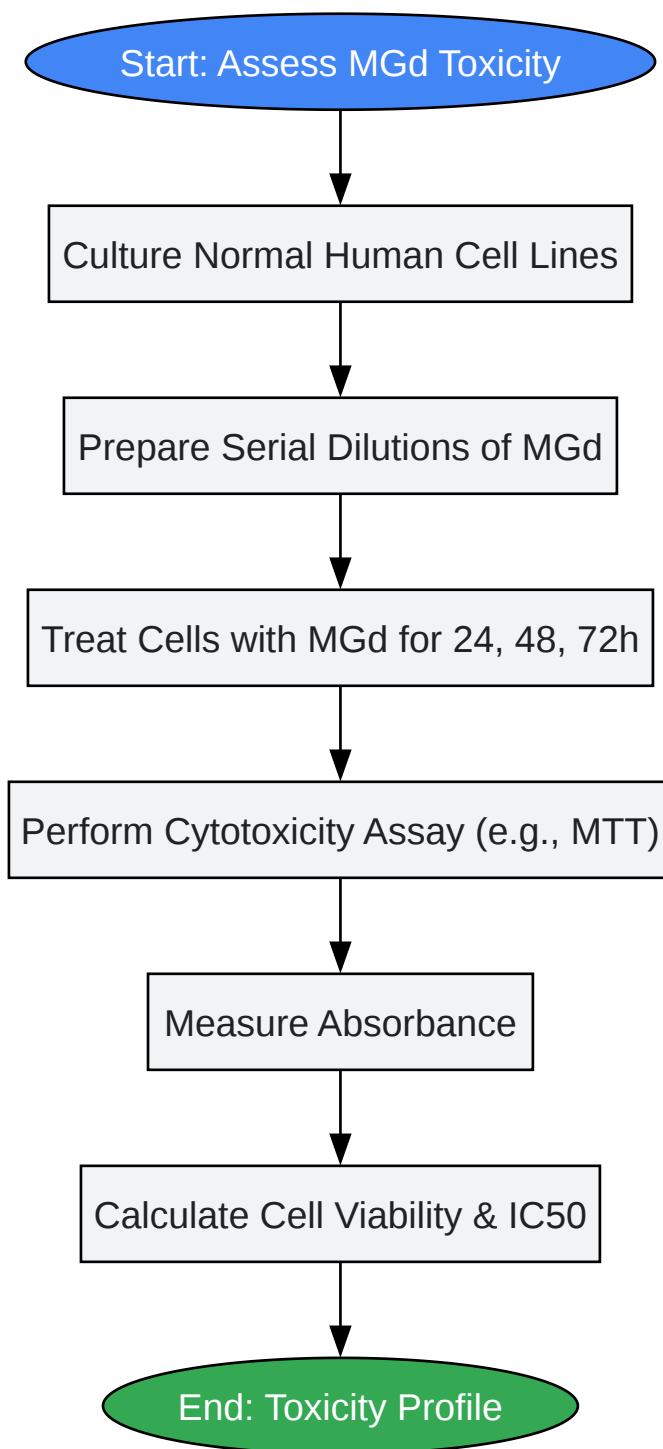 Start: Assess MGd Toxicity
Culture Normal Human Cell Lines
Prepare Serial Dilutions of MGd
Treat Cells with MGd for 24, 48, 72h
Perform Cytotoxicity Assay (e.g., MTT)
Measure Absorbance
Calculate Cell Viability & IC50
End: Toxicity Profile